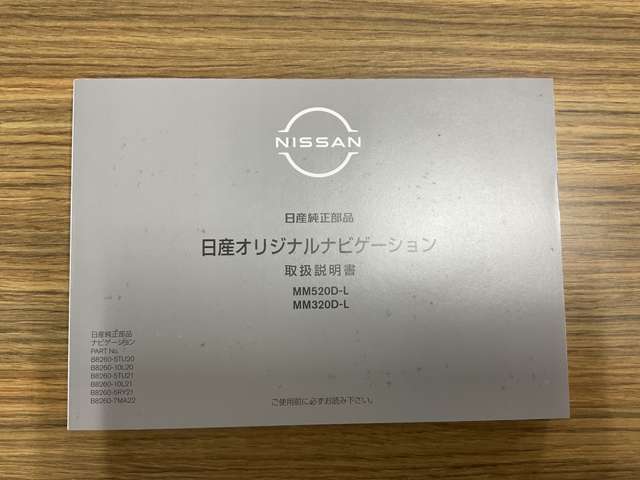 NISSAN
日産純正部品
日産オリジナルナビゲーション
取扱説明書
MM520D-L
MM320D-L
日産純正部品
ナビゲーション
PART No.
B8260-5TU20
B8260-10L20
B8260-5TU21
B8260-10L21
B8260-6RY21
B8260-7MA22
ご使用前に必ずお読み下さい。